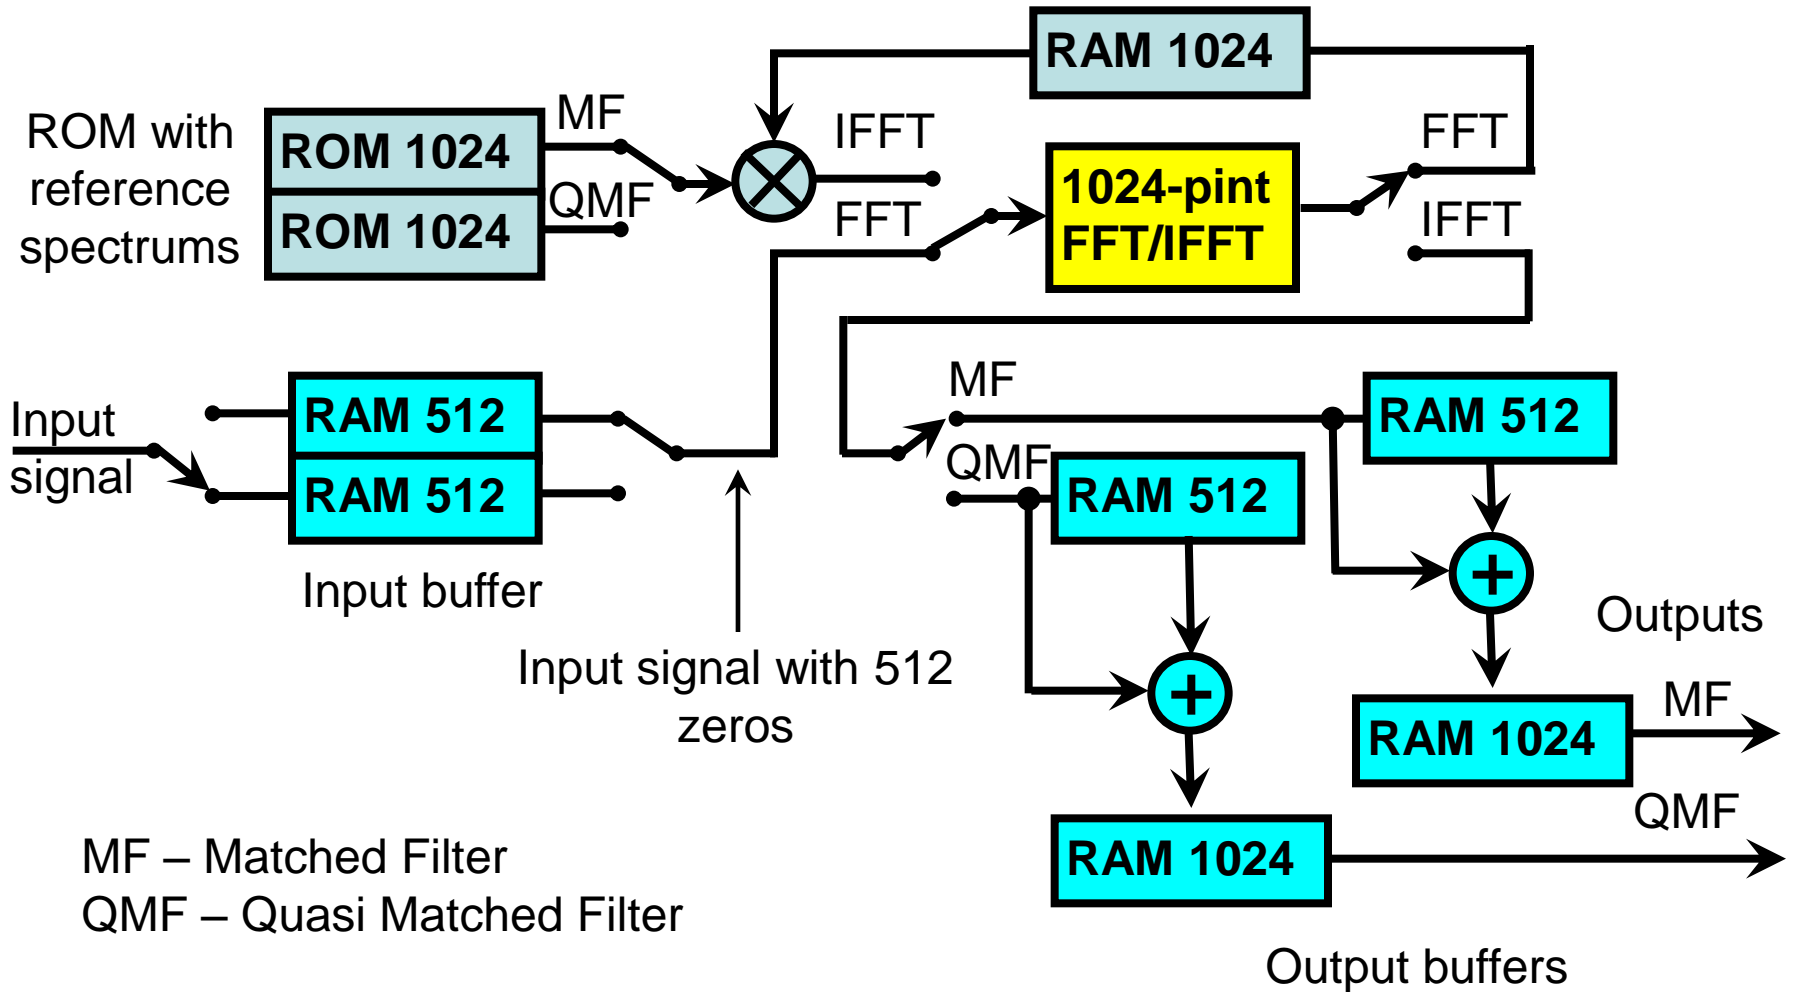 RAM 1024
ROM with
reference
spectrums
ROM 1024
ROM 1024
MF
QMF
IFFT
FFT
1024-pint
FFT/IFFT
FFT
IFFT
Input
signal
RAM 512
RAM 512
Input buffer
Input signal with 512
zeros
MF
QMF
RAM 512
RAM 512
+
+
Outputs
RAM 1024
MF
RAM 1024
QMF
MF – Matched Filter
QMF – Quasi Matched Filter
Output buffers